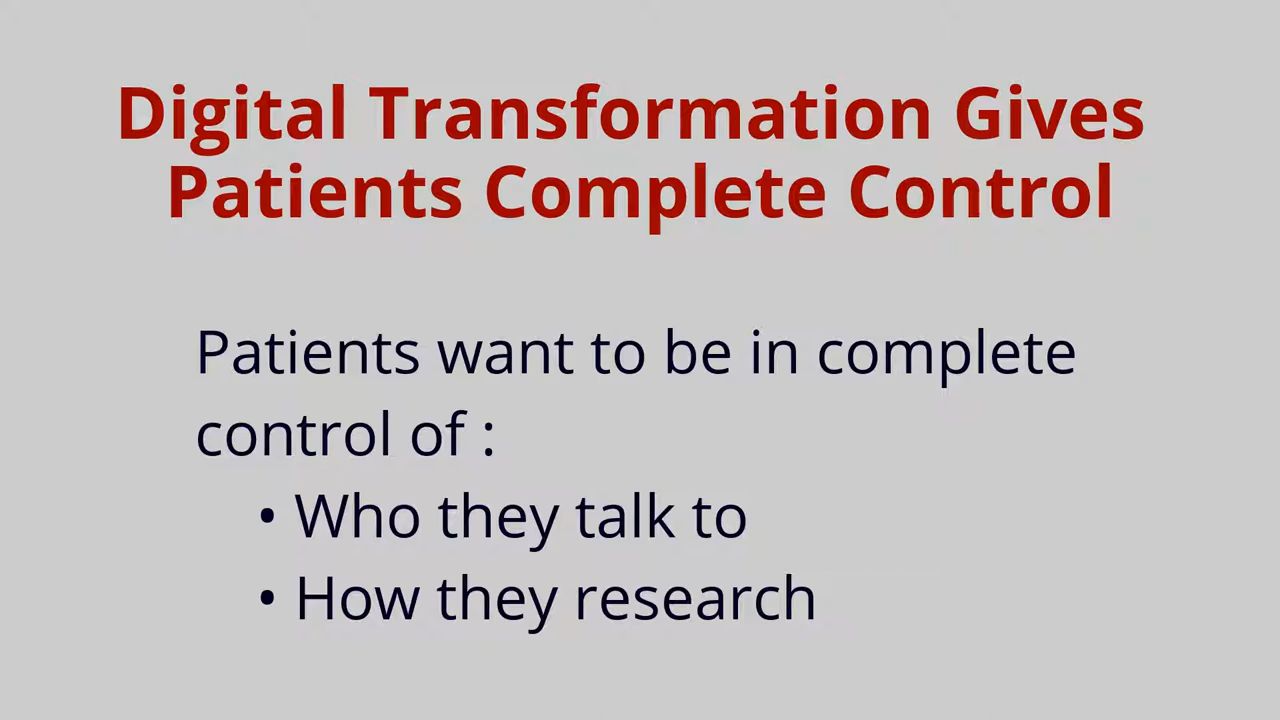 Digital Transformation Gives
Patients Complete Control
Patients want to be in complete
control of :
• Who they talk to
• How they research